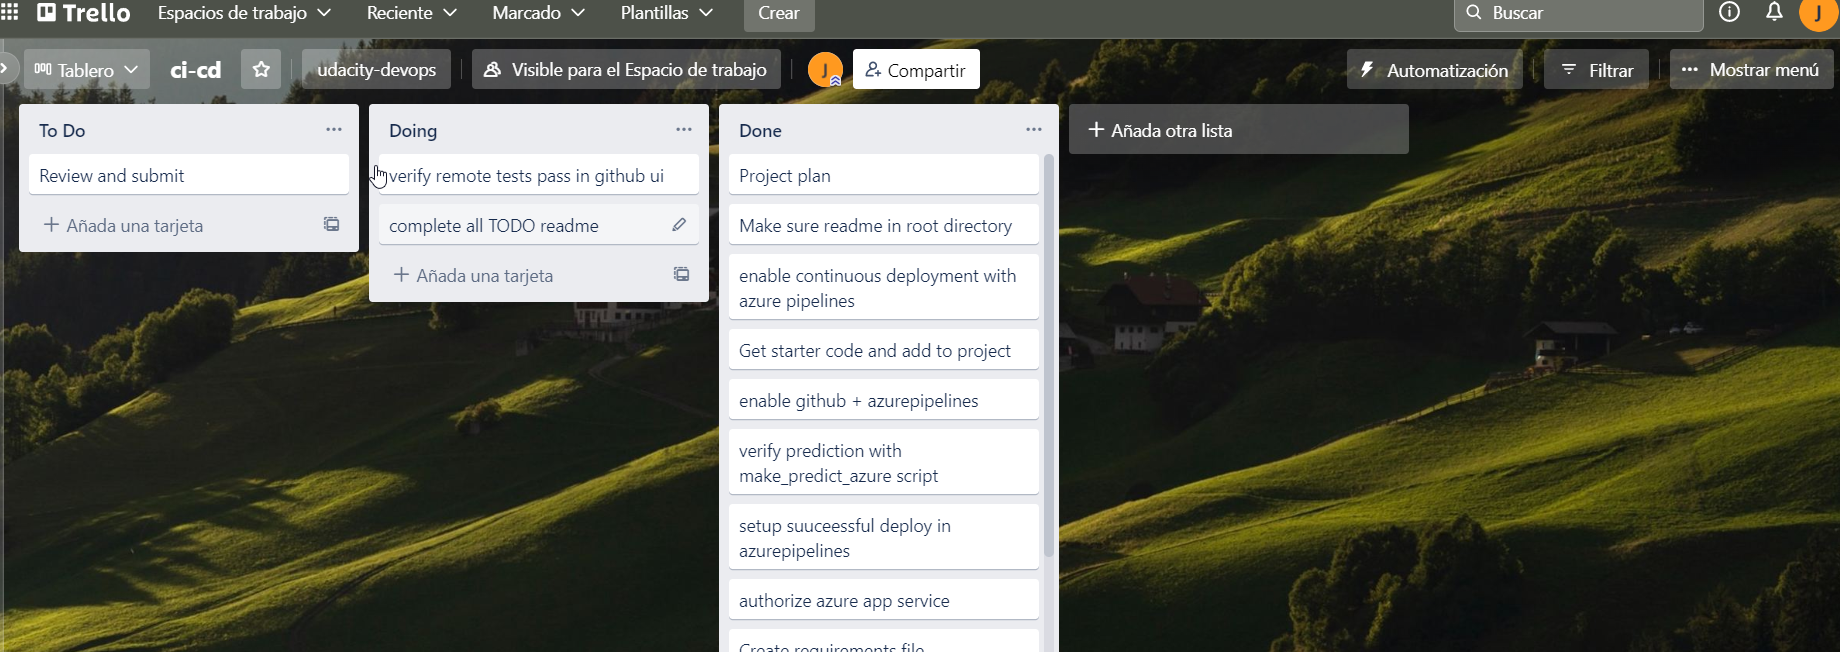 Trello
Espacios de trabajo
Reciente
Marcado
Plantillas
Crear
Buscar
J
Tablero
ci-cd
udacity-devops
Visible para el Espacio de trabajo
J
Compartir
Automatización
Filtrar
Mostrar menú
To Do
Review and submit
Añada una tarjeta
Doing
verify remote tests pass in github ui
complete all TODO readme
Añada una tarjeta
Done
Project plan
Make sure readme in root directory
enable continuous deployment with
azure pipelines
Get starter code and add to project
enable github + azurepipelines
verify prediction with
make_predict_azure script
setup suuceessful deploy in
azurepipelines
authorize azure app service
Create requirements file
Añada otra lista